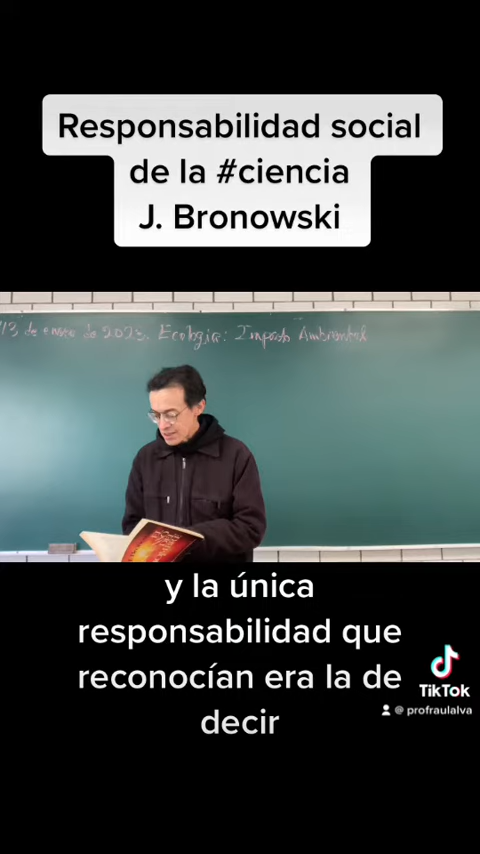 Responsabilidad social
de la #ciencia
J. Bronowski
13 de enero de 2023. Ecología: Impacto Ambiental
y la única
responsabilidad que
reconocían era la de
decir
TikTok
@ profraulalva